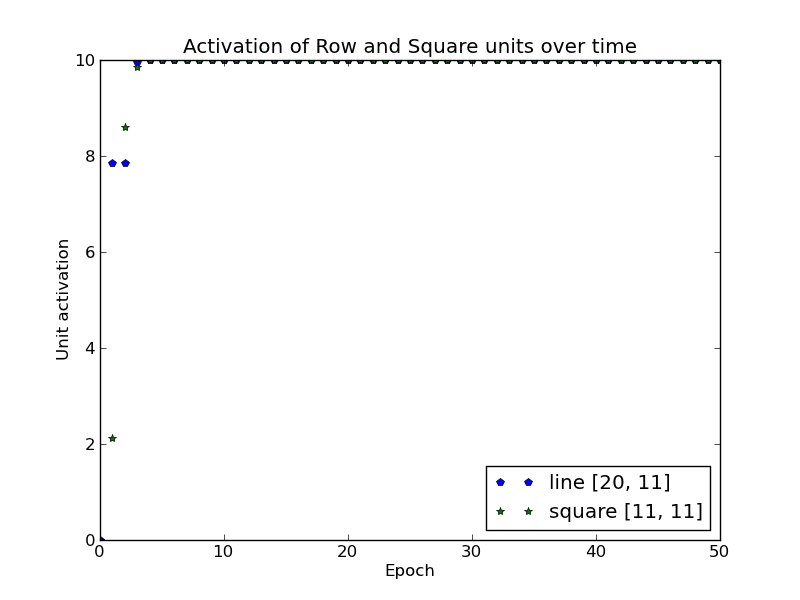 Activation of Row and Square units over time
10
8
6
4
2
0
Unit activation
0 10 20 30 40 50
Epoch
line [20, 11]
square [11, 11]